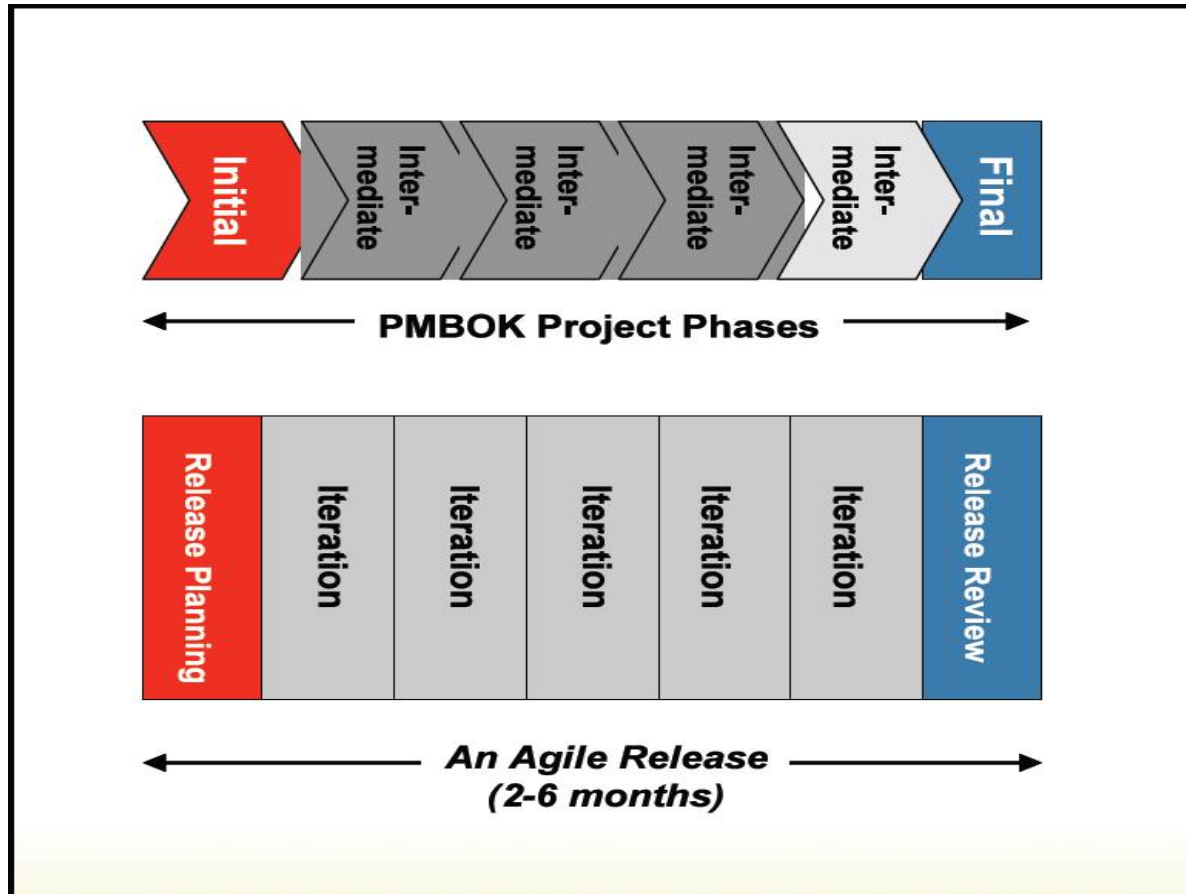 Initial
Inter-
mediate
Inter-
mediate
Inter-
mediate
Inter-
mediate
Final
PMBOK Project Phases
Release Planning
Iteration
Iteration
Iteration
Iteration
Iteration
Release Review
An Agile Release
(2-6 months)